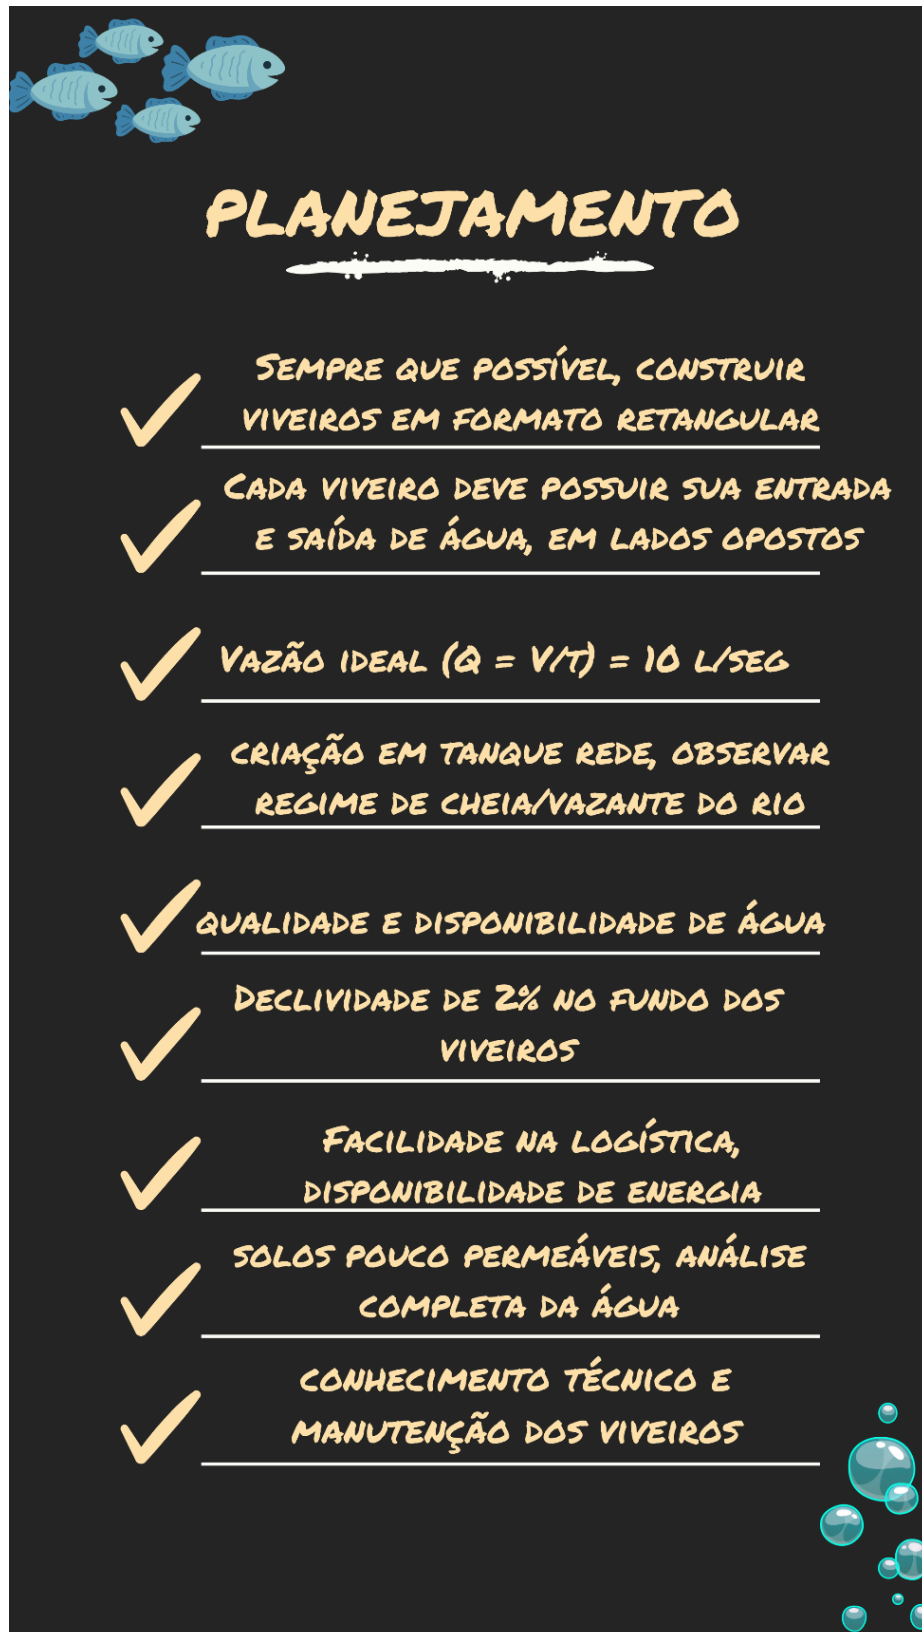 PLANEJAMENTO
SEMPRE QUE POSSÍVEL, CONSTRUIR
VIVEIROS EM FORMATO RETANGULAR
CADA VIVEIRO DEVE POSSUIR SUA ENTRADA
E SAÍDA DE ÁGUA, EM LADOS OPOSTOS
VAZÃO IDEAL (Q = V/T) = 10 L/SEG
CRIAÇÃO EM TANQUE REDE, OBSERVAR
REGIME DE CHEIA/VAZANTE DO RIO
QUALIDADE E DISPONIBILIDADE DE ÁGUA
DECLIVIDADE DE 2% NO FUNDO DOS
VIVEIROS
FACILIDADE NA LOGÍSTICA,
DISPONIBILIDADE DE ENERGIA
SOLOS POUCO PERMEÁVEIS, ANÁLISE
COMPLETA DA ÁGUA
CONHECIMENTO TÉCNICO E
MANUTENÇÃO DOS VIVEIROS